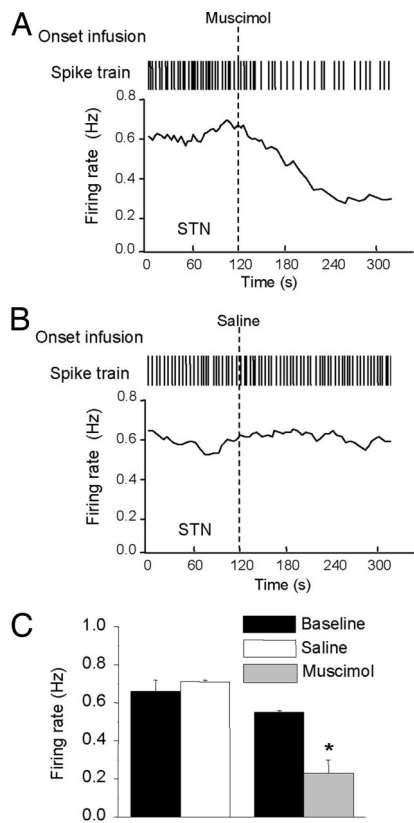 A
Muscimol
Onset infusion
Spike train
0.8
0.6
0.4
0.2
0.0
Firing rate (Hz)
STN
0 60 120 180 240 300
Time (s)
B
Saline
Onset infusion
Spike train
0.8
0.6
0.4
0.2
0.0
Firing rate (Hz)
STN
0 60 120 180 240 300
Time (s)
C
Baseline
Saline
Muscimol
1.0
0.8
0.6
0.4
0.2
0.0
Firing rate (Hz)
*